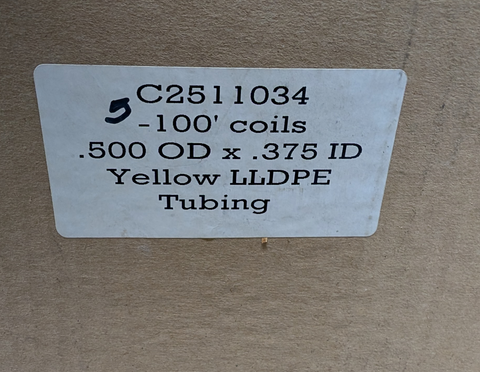 C2511034
5 -100' coils
.500 OD x .375 ID
Yellow LLDPE
Tubing